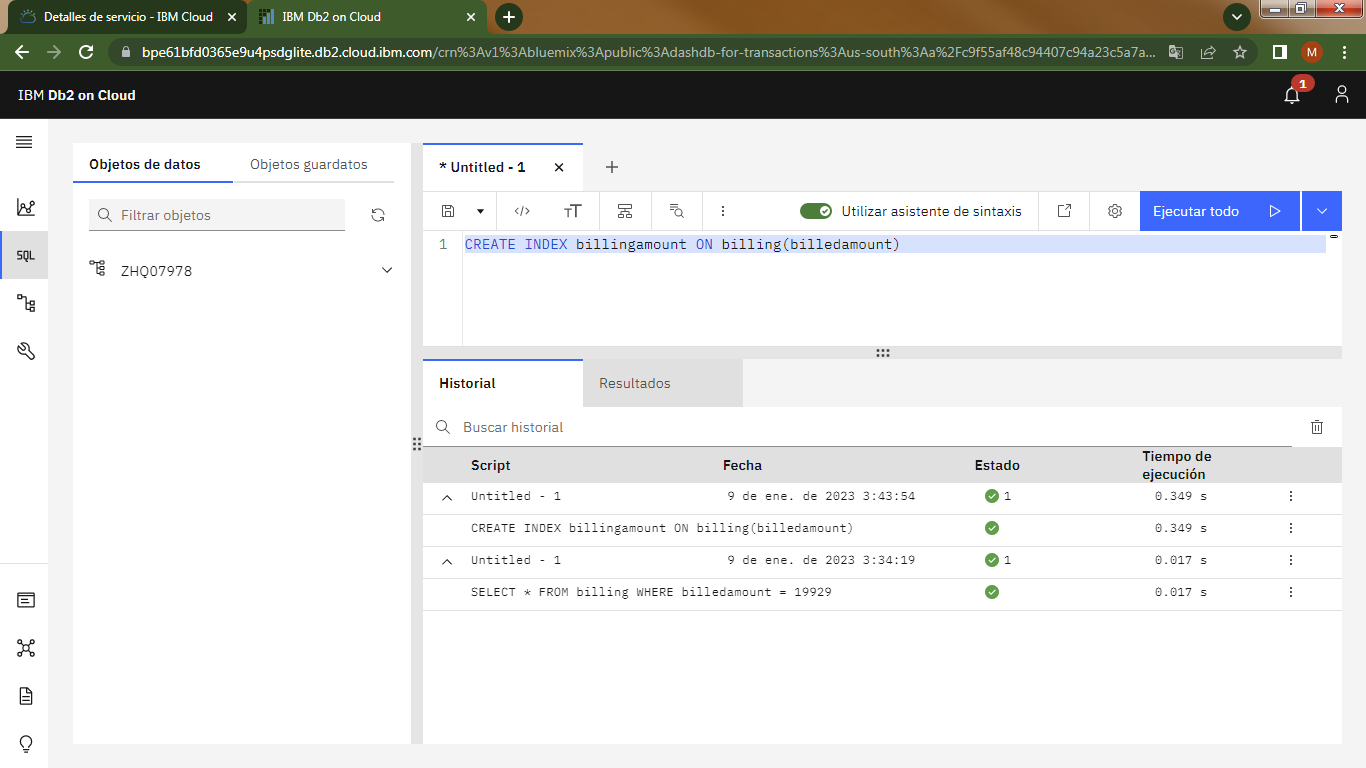 Detalles de servicio - IBM Cloud
IBM Db2 on Cloud
bpe61bfd0365e9u4psdglite.db2.cloud.ibm.com/crn%3Av1%3Abluemix%3Apublic%3Adashdb-for-transactions%3Aus-south%3Aa%2Fc9f55af48c94407c94a23c5a7a...
M
IBM Db2 on Cloud
1
Objetos de datos
Objetos guardatos
Filtrar objetos
ZHQ07978
SQL
* Untitled - 1
Utilizar asistente de sintaxis
Ejecutar todo
1 CREATE INDEX billingamount ON billing(billedamount)
Historial
Resultados
Buscar historial
Script Fecha Estado Tiempo de ejecución
Untitled - 1 9 de ene. de 2023 3:43:54 1 0.349 s
CREATE INDEX billingamount ON billing(billedamount) 0.349 s
Untitled - 1 9 de ene. de 2023 3:34:19 1 0.017 s
SELECT * FROM billing WHERE billedamount = 19929 0.017 s